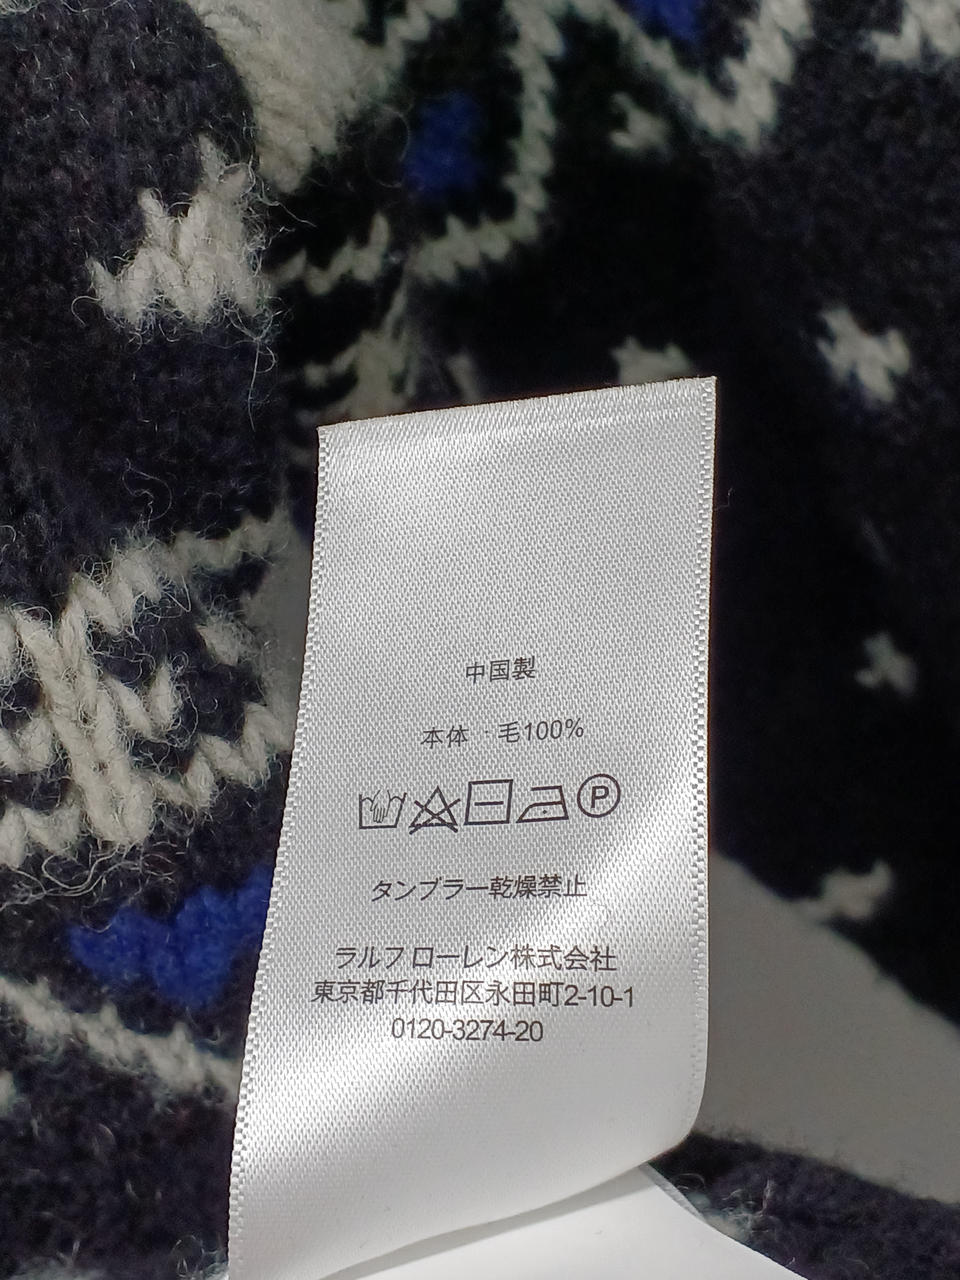 中国製
本体 · 毛100%
P
タンブラー乾燥禁止
ラルフ ローレン株式会社
東京都千代田区永田町2-10-1
0120-3274-20